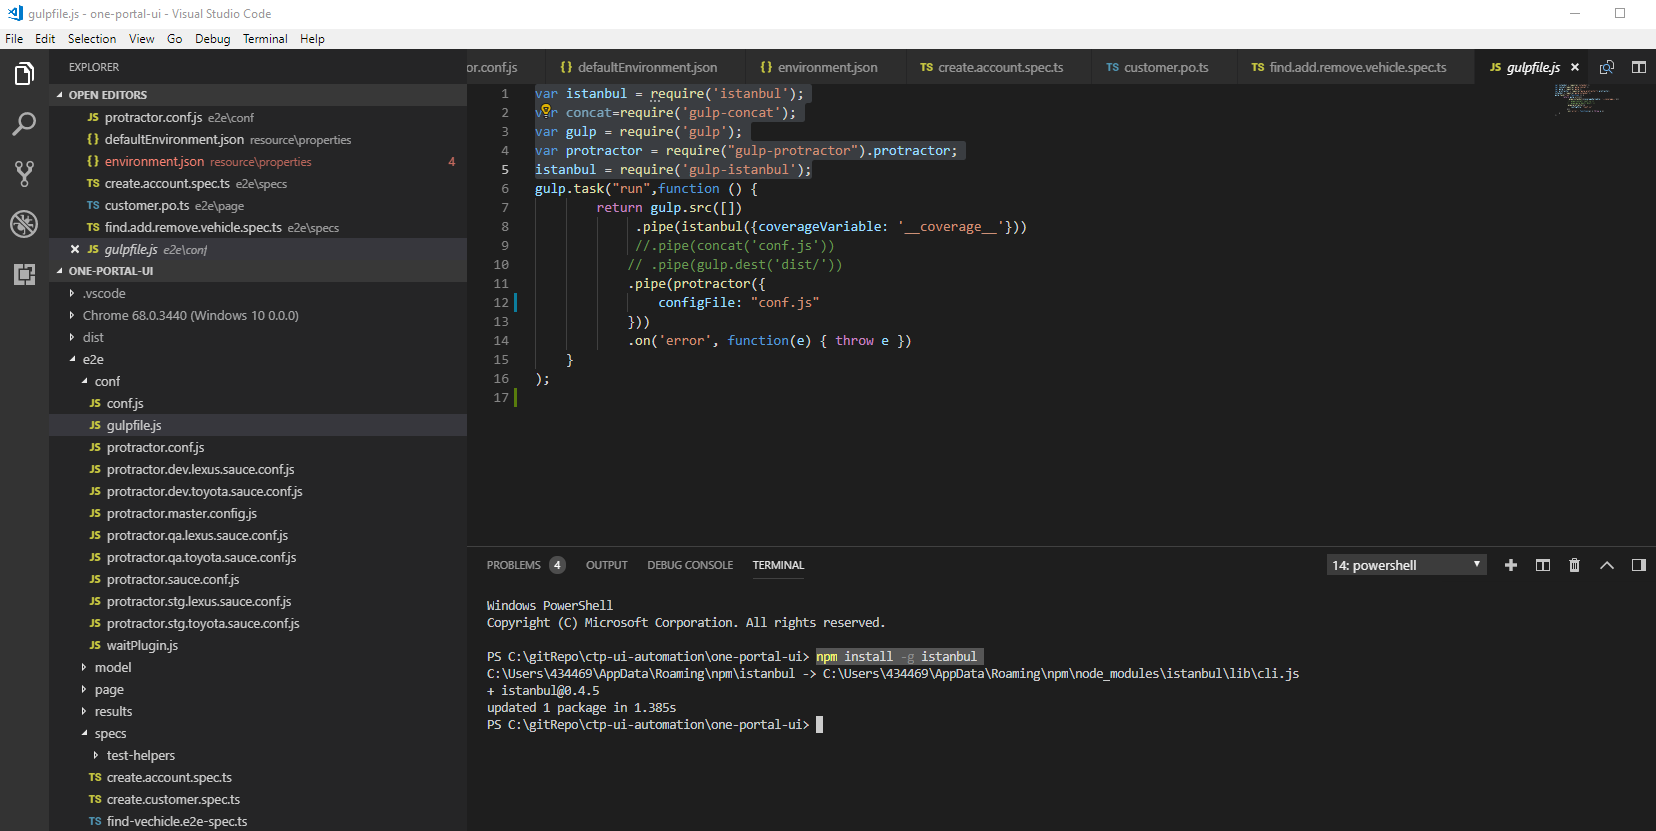 gulpfile.js - one-portal-ui - Visual Studio Code
File Edit Selection View Go Debug Terminal Help
EXPLORER
OPEN EDITORS
JS protractor.conf.js e2e\conf
{} defaultEnvironment.json resource\properties
{} environment.json resource\properties 4
TS create.account.spec.ts e2e\specs
TS customer.po.ts e2e\page
TS find.add.remove.vehicle.spec.ts e2e\specs
JS gulpfile.js e2e\conf
ONE-PORTAL-UI
.vscode
Chrome 68.0.3440 (Windows 10 0.0.0)
dist
e2e
conf
JS conf.js
JS gulpfile.js
JS protractor.conf.js
JS protractor.dev.lexus.sauce.conf.js
JS protractor.dev.toyota.sauce.conf.js
JS protractor.master.config.js
JS protractor.qa.lexus.sauce.conf.js
JS protractor.qa.toyota.sauce.conf.js
JS protractor.sauce.conf.js
JS protractor.stg.lexus.sauce.conf.js
JS protractor.stg.toyota.sauce.conf.js
JS waitPlugin.js
model
page
results
specs
test-helpers
TS create.account.spec.ts
TS create.customer.spec.ts
TS find-vechicle.e2e-spec.ts
or.conf.js {} defaultEnvironment.json {} environment.json TS create.account.spec.ts TS customer.po.ts TS find.add.remove.vehicle.spec.ts JS gulpfile.js
1 var istanbul = require('istanbul');
2 var concat=require('gulp-concat');
3 var gulp = require('gulp');
4 var protractor = require("gulp-protractor").protractor;
5 istanbul = require('gulp-istanbul');
6 gulp.task("run",function () {
7 return gulp.src([])
8 .pipe(istanbul({coverageVariable: '__coverage__'}))
9 //.pipe(concat('conf.js'))
10 // .pipe(gulp.dest('dist/'))
11 .pipe(protractor({
12 configFile: "conf.js"
13 }))
14 .on('error', function(e) { throw e })
15 }
16 );
17
PROBLEMS 4 OUTPUT DEBUG CONSOLE TERMINAL 14: powershell
Windows PowerShell
Copyright (C) Microsoft Corporation. All rights reserved.
PS C:\gitRepo\ctp-ui-automation\one-portal-ui> npm install -g istanbul
C:\Users\434469\AppData\Roaming\npm\istanbul -> C:\Users\434469\AppData\Roaming\npm\node_modules\istanbul\lib\cli.js
+ istanbul@0.4.5
updated 1 package in 1.385s
PS C:\gitRepo\ctp-ui-automation\one-portal-ui>